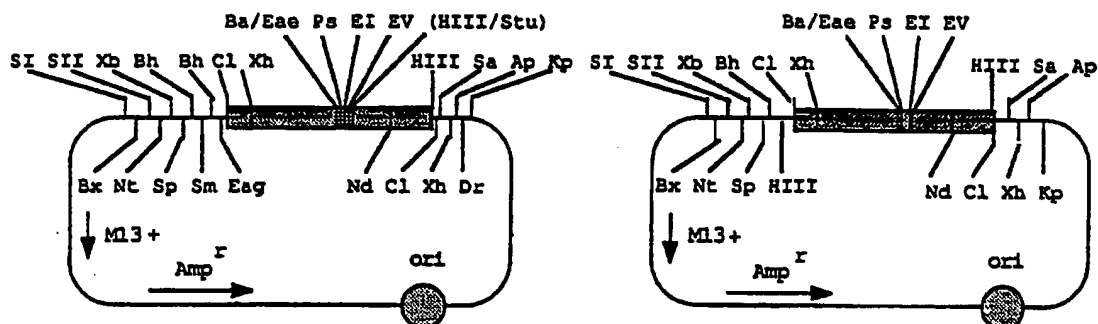 Ba/Eae Ps EI EV (HIII/Stu)
SI SII Xb Bh Bh Cl Xh HIII Sa Ap Kp
Bx Nt Sp Sm Eag Nd Cl Xh Dr
M13+
Amp r
ori
Ba/Eae Ps EI EV
SI SII Xb Bh Cl Xh HIII Sa Ap
Bx Nt Sp HIII Nd Cl Xh Kp
M13+
Amp r
ori